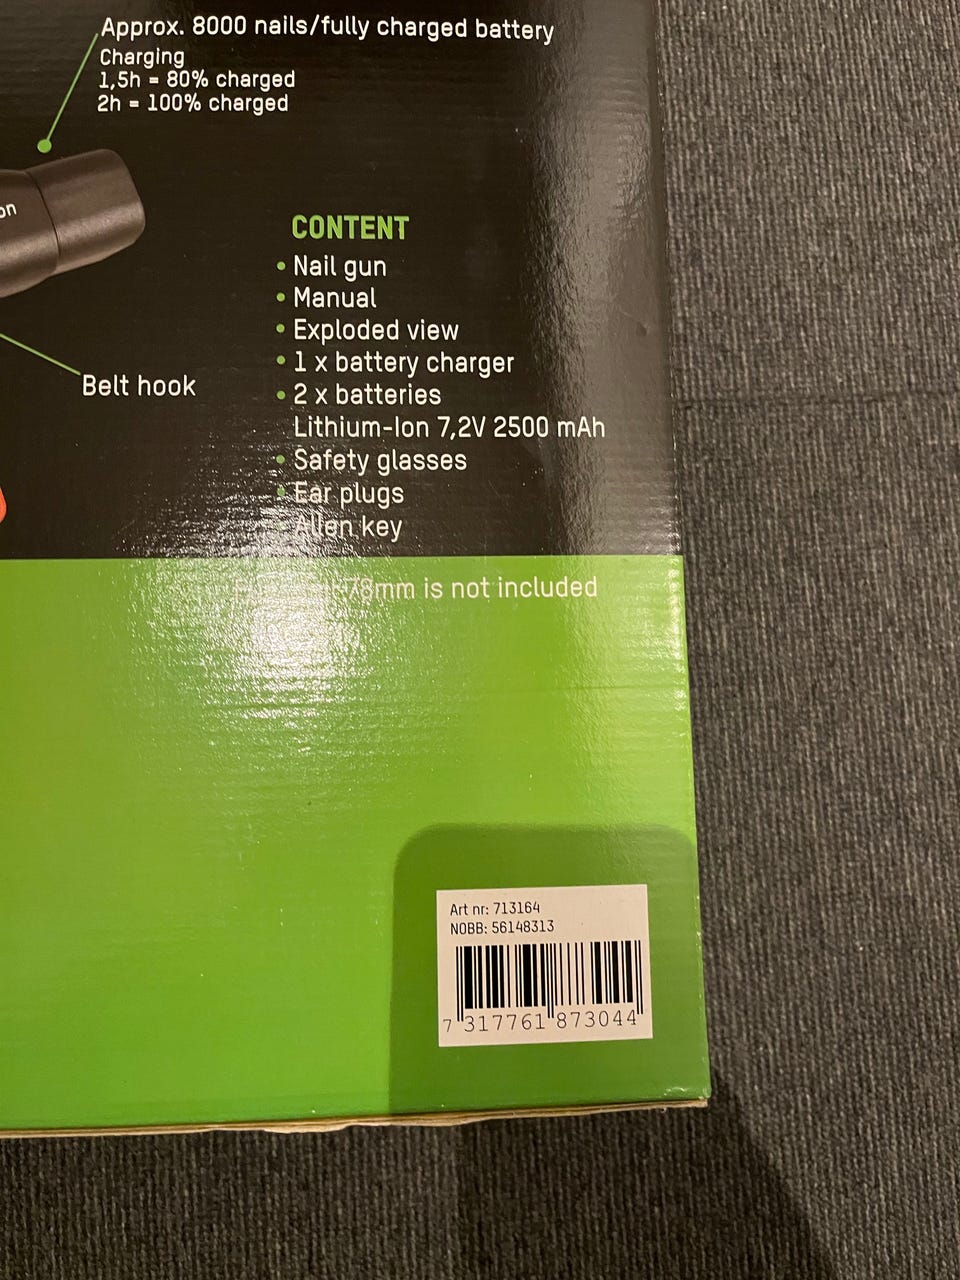 Approx. 8000 nails/fully charged battery
Charging
1,5h = 80% charged
2h = 100% charged
on
CONTENT
• Nail gun
• Manual
• Exploded view
• 1 x battery charger
Belt hook
• 2 x batteries
Lithium-Ion 7,2V 2500 mAh
• Safety glasses
• Ear plugs
• Allen key
78mm is not included
Art nr: 713164
NOBB: 56148313
7 317761 873044